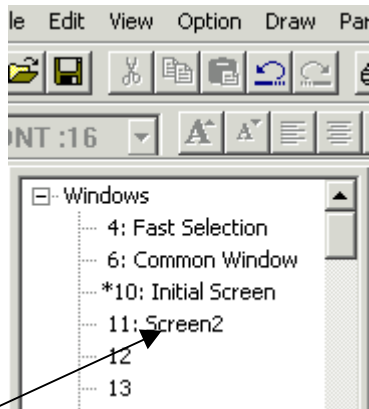 le Edit View Option Draw Par
NT :16 A A
Windows
4: Fast Selection
6: Common Window
*10: Initial Screen
11: Screen2
12
13